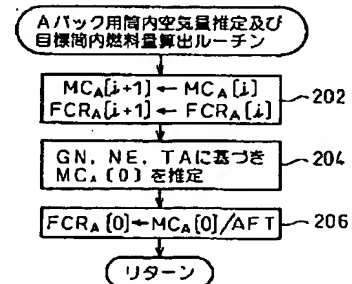 Aバック用筒内空気量推定及び
目標筒内燃料量算出ルーチン
MCA[i+1]←MCA[i]
FCRA[i+1]←FCRA[i]
202
GN、NE、TAに基づき
MCA[0]を推定
204
FCRA[0]←MCA[0]/AFT
206
リターン